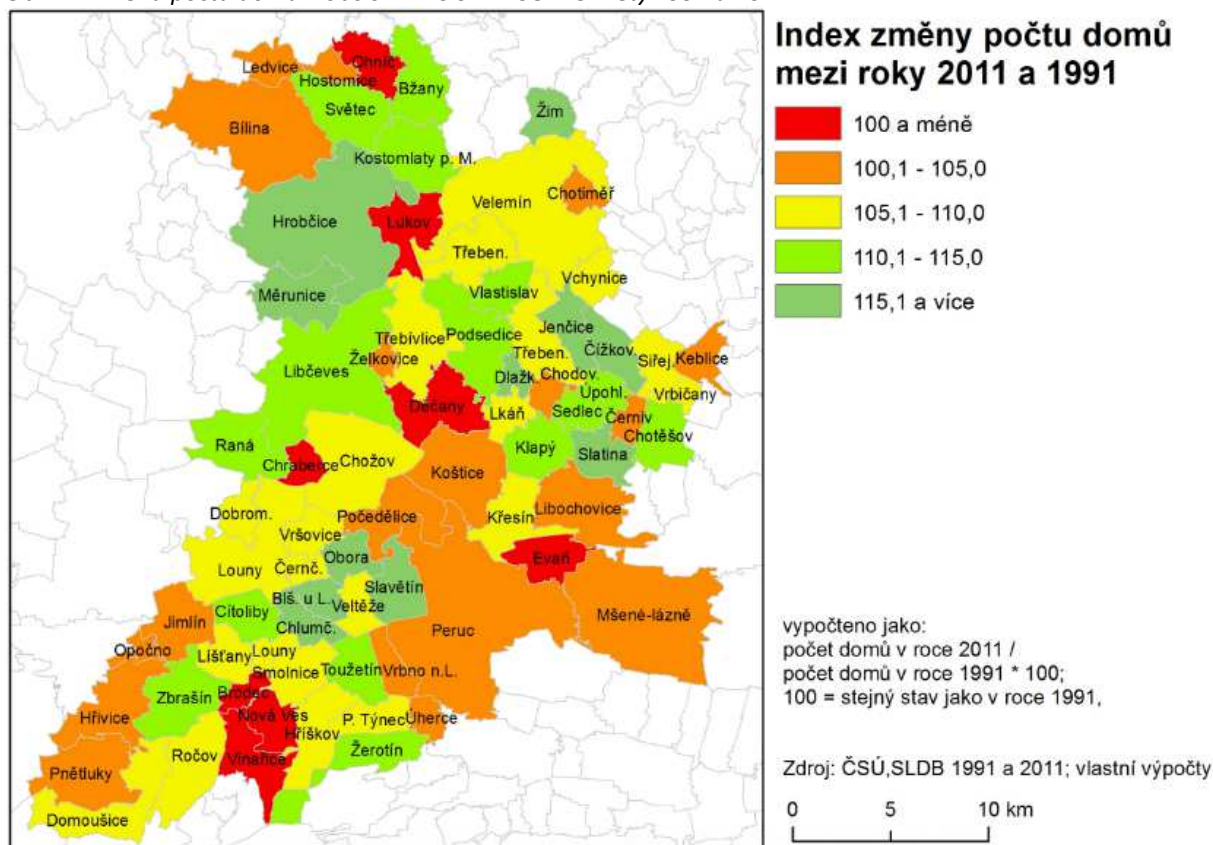 Index změny počtu domů
mezi roky 2011 a 1991
100 a méně
100,1 - 105,0
105,1 - 110,0
110,1 - 115,0
115,1 a více
vypočteno jako:
počet domů v roce 2011 /
počet domů v roce 1991 * 100;
100 = stejný stav jako v roce 1991,
Zdroj: ČSÚ,SLDB 1991 a 2011; vlastní výpočty
0 5 10 km
Ledvice
Chnic
Hostomice
Bžany
Světec
Žim
Bílina
Kostomlaty p. M.
Chotiměř
Velemín
Hrobčice
Lukov
Třeben.
Vchynice
Měrunice
Vlastislav
Třebívlice
Podsedice
Jenčice
Želkovice
Třeben.
Čížkov.
Siřej.
Keblice
Libčeves
Dlažk.
Chodov.
Úpohl.
Vrbičany
Děčany
Lkáň
Sedlec
Černiv
Chotěšov
Raná
Klapý
Slatina
Chraberce
Chožov
Koštice
Dobrom.
Počedělice
Křesín
Libochovice
Vršovice
Obora
Evaň
Louny
Černč.
Slavětín
Blš. u L.
Veltěže
Mšené-lázně
Cítoliby
Jimlín
Chlumč.
Peruc
Opočno
Líšťany
Louny
Smolnice
Toužetín
Vrbno n.L.
Zbrašín
Brodec
Hřivice
Nová Ves
P. Týnec
Úherce
Hříškov
Ročov
Vinařice
Žerotín
Pnětluky
Domoušice